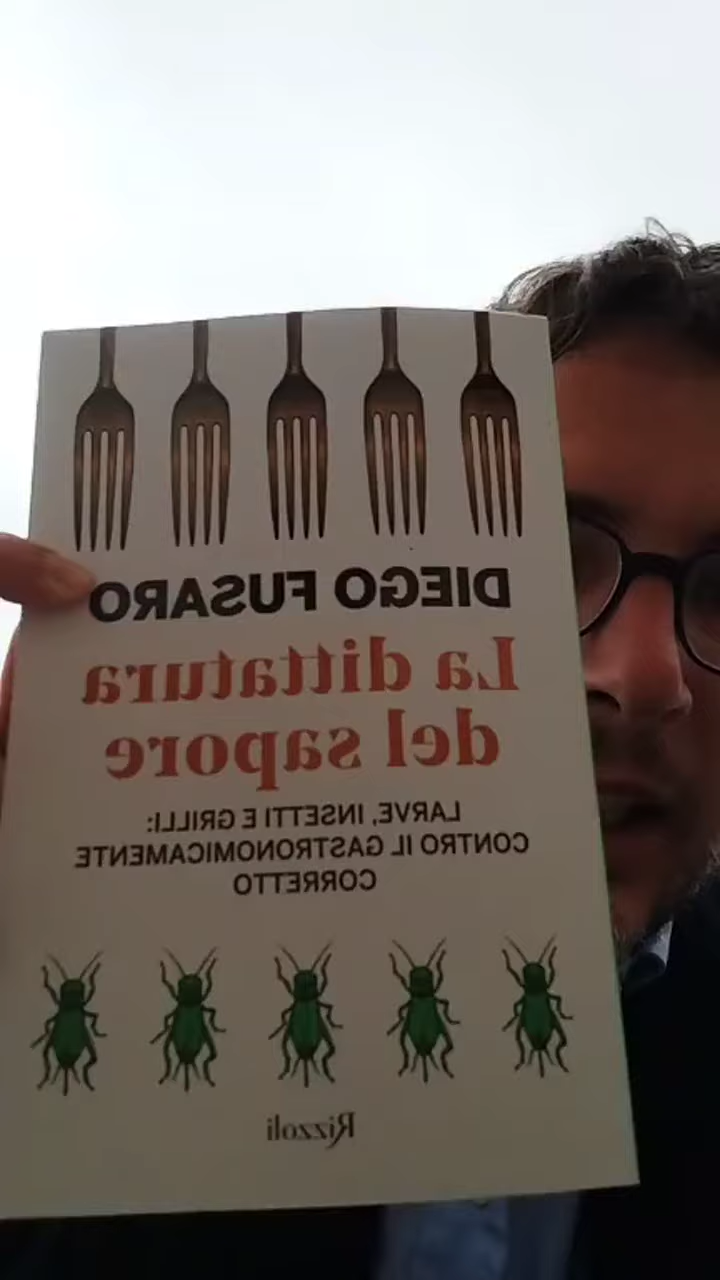 DIEGO FUSARO
La dittatura
del sapore
LARVE, INSETTI E GRILLI:
CONTRO IL GASTRONOMICAMENTE
CORRETTO
Rizzoli